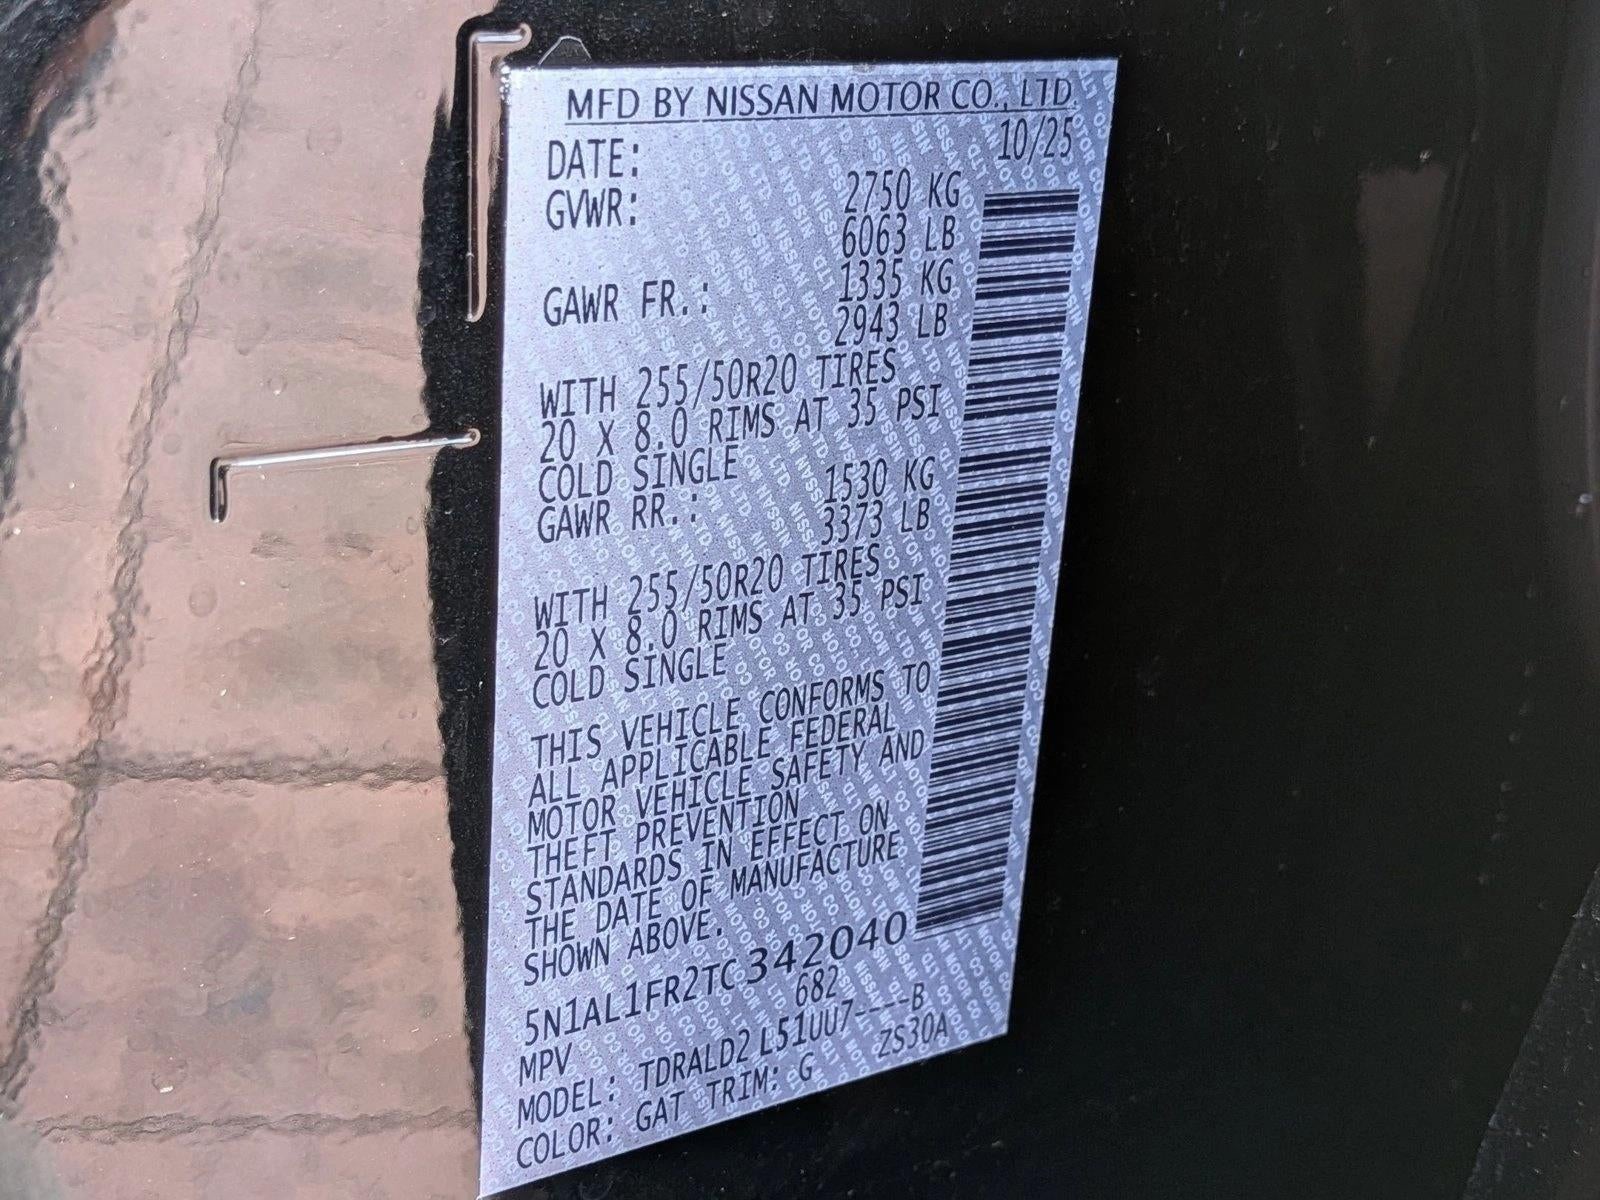 MFD BY NISSAN MOTOR CO., LTD.
DATE: 10/25
GVWR: 2750 KG
6063 LB
GAWR FR.: 1335 KG
2943 LB
WITH 255/50R20 TIRES
20 X 8.0 RIMS AT 35 PSI
COLD SINGLE
GAWR RR.: 1530 KG
3373 LB
WITH 255/50R20 TIRES
20 X 8.0 RIMS AT 35 PSI
COLD SINGLE
THIS VEHICLE CONFORMS TO
ALL APPLICABLE FEDERAL
MOTOR VEHICLE SAFETY AND
THEFT PREVENTION
STANDARDS IN EFFECT ON
THE DATE OF MANUFACTURE
SHOWN ABOVE.
5N1AL1FR2TC342040
MPV 682
MODEL: TDRALD2 L51UU7----B
COLOR: GAT TRIM: G ZS30A